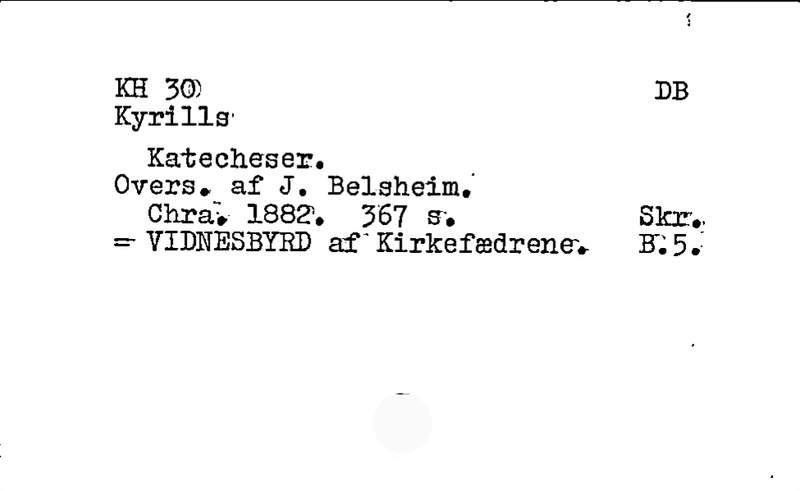 KH 30 DB
Kyrills
Katecheser.
Overs. af J. Belsheim.
Chra. 1882. 367 s. Skr.
= VIDNESBYRD af Kirkefædrene. B.5.